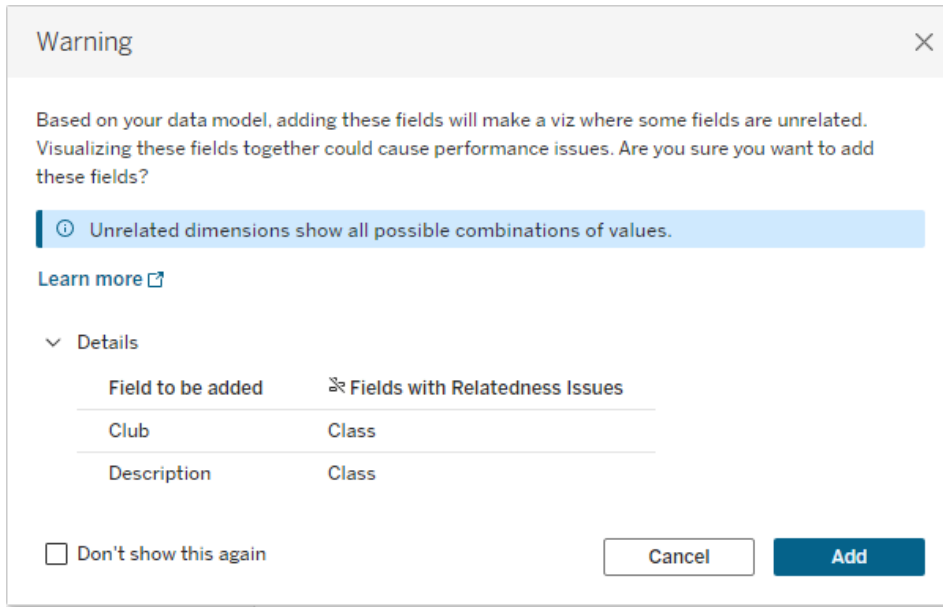 Warning
Based on your data model, adding these fields will make a viz where some fields are unrelated.
Visualizing these fields together could cause performance issues. Are you sure you want to add
these fields?
Unrelated dimensions show all possible combinations of values.
Learn more
Details
Field to be added Fields with Relatedness Issues
Club Class
Description Class
Don't show this again Cancel Add